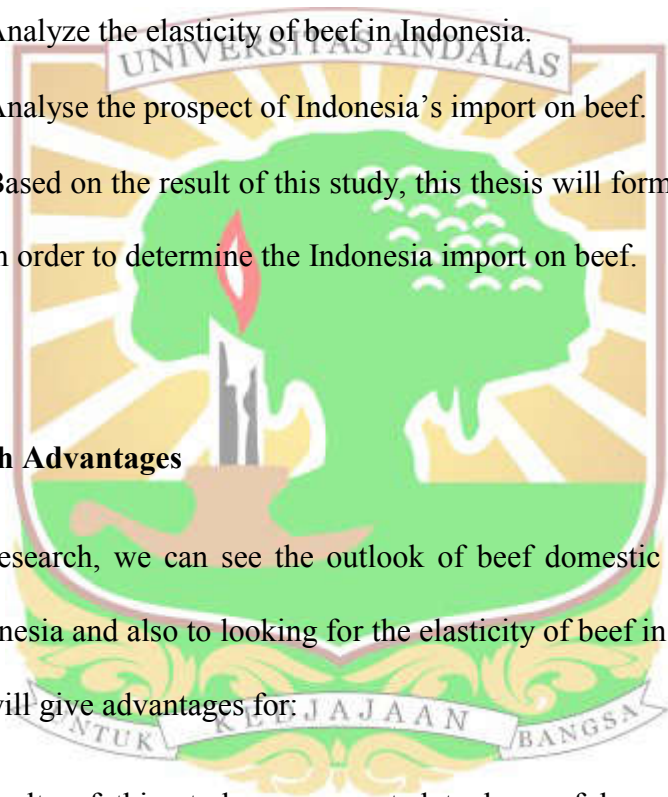 Analyze the elasticity of beef in Indonesia.
UNIVERSITAS ANDALAS
Analyse the prospect of Indonesia's import on beef.
Based on the result of this study, this thesis will form
n order to determine the Indonesia import on beef.
h Advantages
esearch, we can see the outlook of beef domestic
nesia and also to looking for the elasticity of beef in
will give advantages for:
UNTUK KEDJAJAAN BANGSA